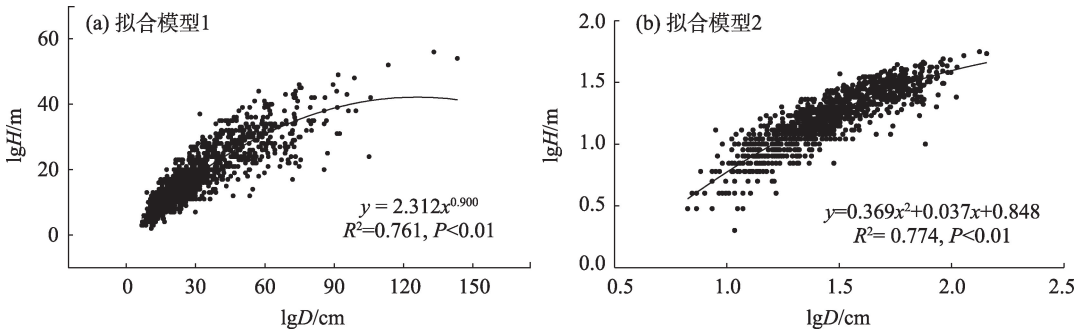 (a) 拟合模型1
60
40
20
0
lgH/m
y = 2.312x^0.900
R²=0.761, P<0.01
0 30 60 90 120 150
lgD/cm
(b) 拟合模型2
2.0
1.5
1.0
0.5
0.0
lgH/m
y=0.369x²+0.037x+0.848
R²= 0.774, P<0.01
0.5 1.0 1.5 2.0 2.5
lgD/cm